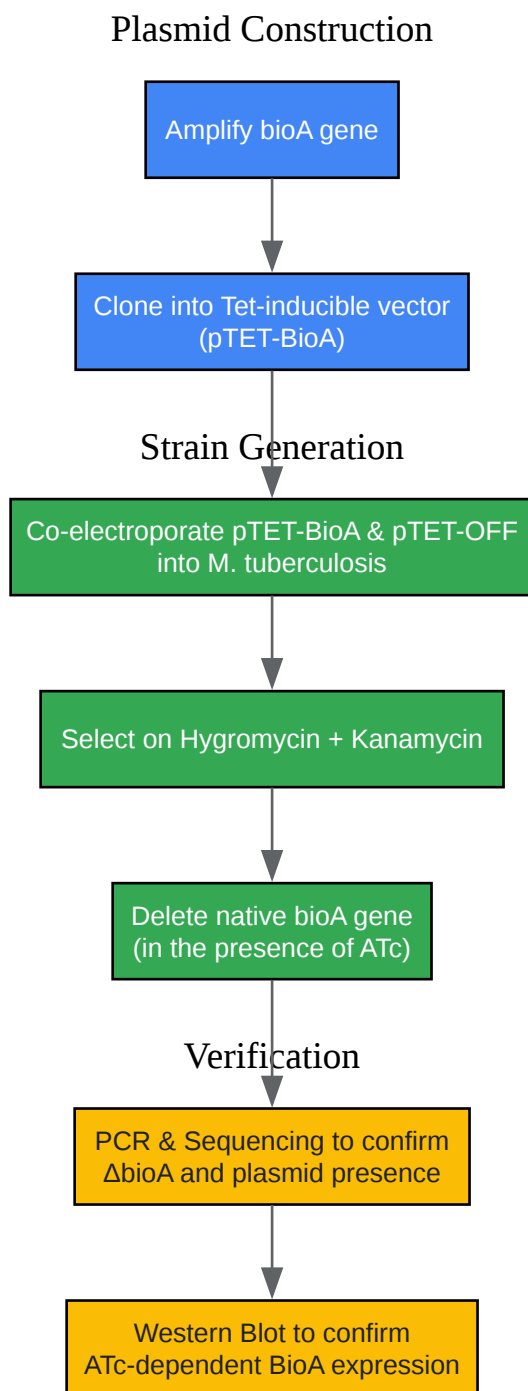 Plasmid Construction
Amplify bioA gene
Clone into Tet-inducible vector
(pTET-BioA)
Strain Generation
Co-electroporate pTET-BioA & pTET-OFF
into M. tuberculosis
Select on Hygromycin + Kanamycin
Delete native bioA gene
(in the presence of ATc)
Verification
PCR & Sequencing to confirm
ΔbioA and plasmid presence
Western Blot to confirm
ATc-dependent BioA expression